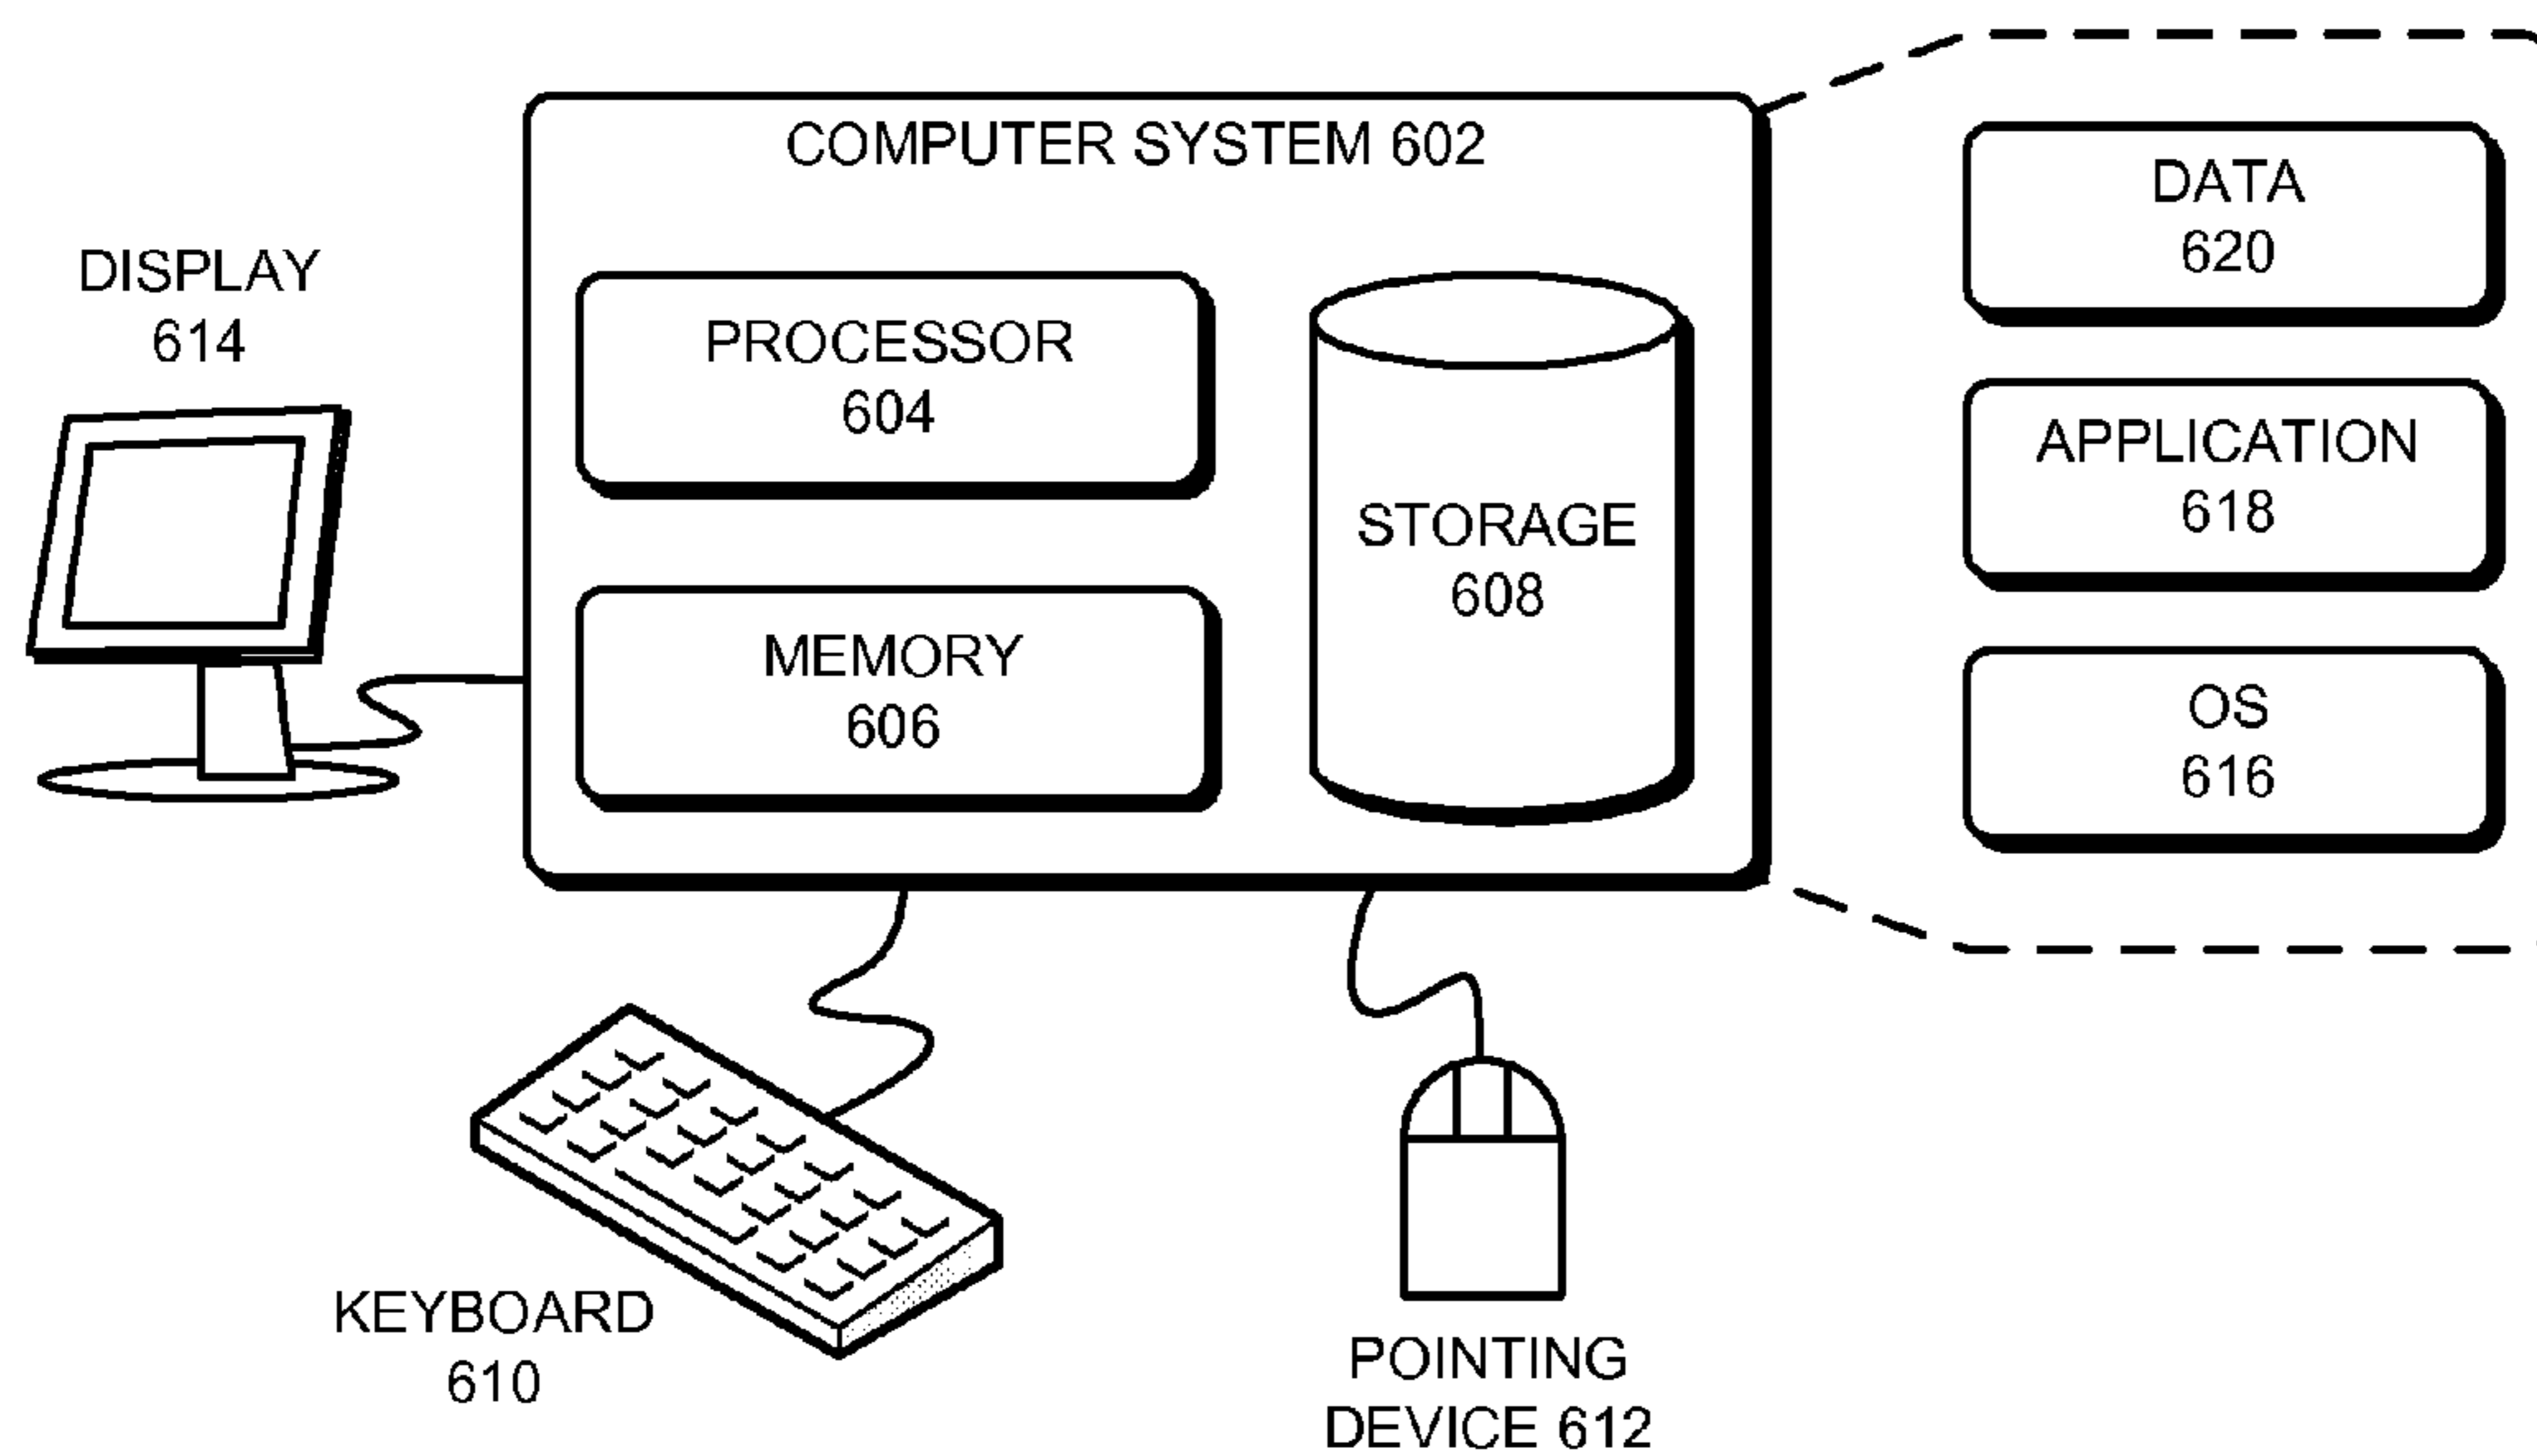 COMPUTER SYSTEM 602
DISPLAY
614
PROCESSOR
604
MEMORY
606
STORAGE
608
DATA
620
APPLICATION
618
OS
616
KEYBOARD
610
POINTING
DEVICE 612